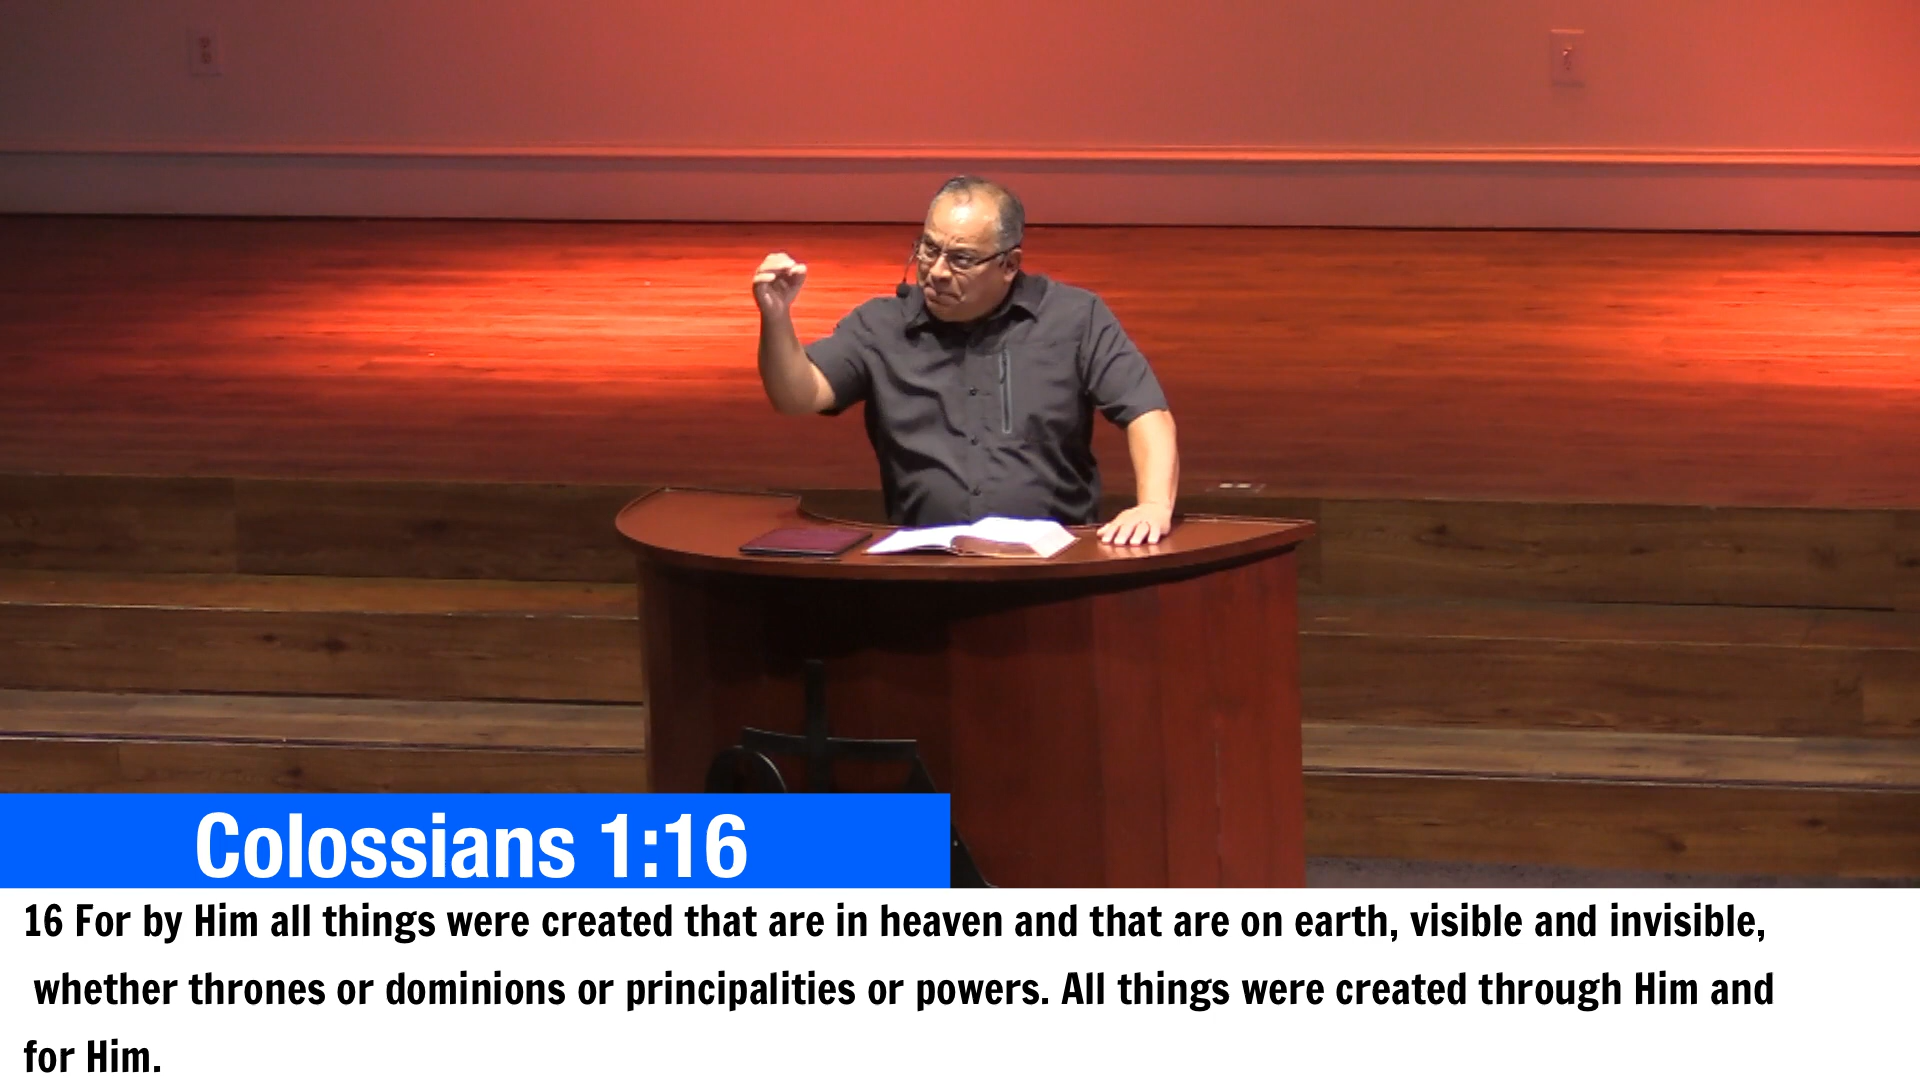 Colossians 1:16
16 For by Him all things were created that are in heaven and that are on earth, visible and invisible,
whether thrones or dominions or principalities or powers. All things were created through Him and
for Him.